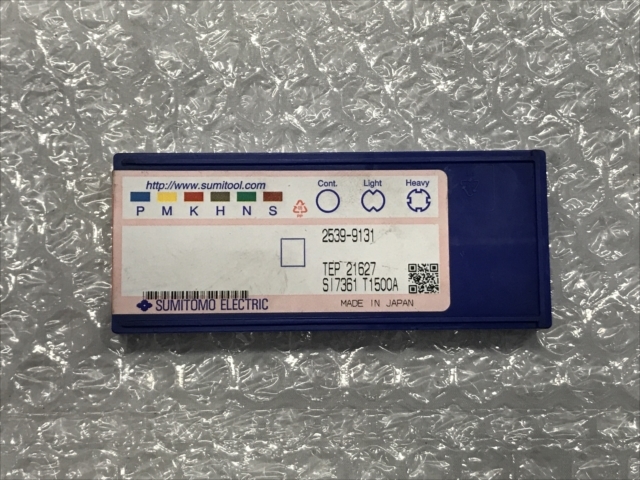 http://www.sumitool.com
P M K H N S
Cont. Light Heavy
2539-9131
TEP 21627
SI7361 T1500A
SUMITOMO ELECTRIC
MADE IN JAPAN